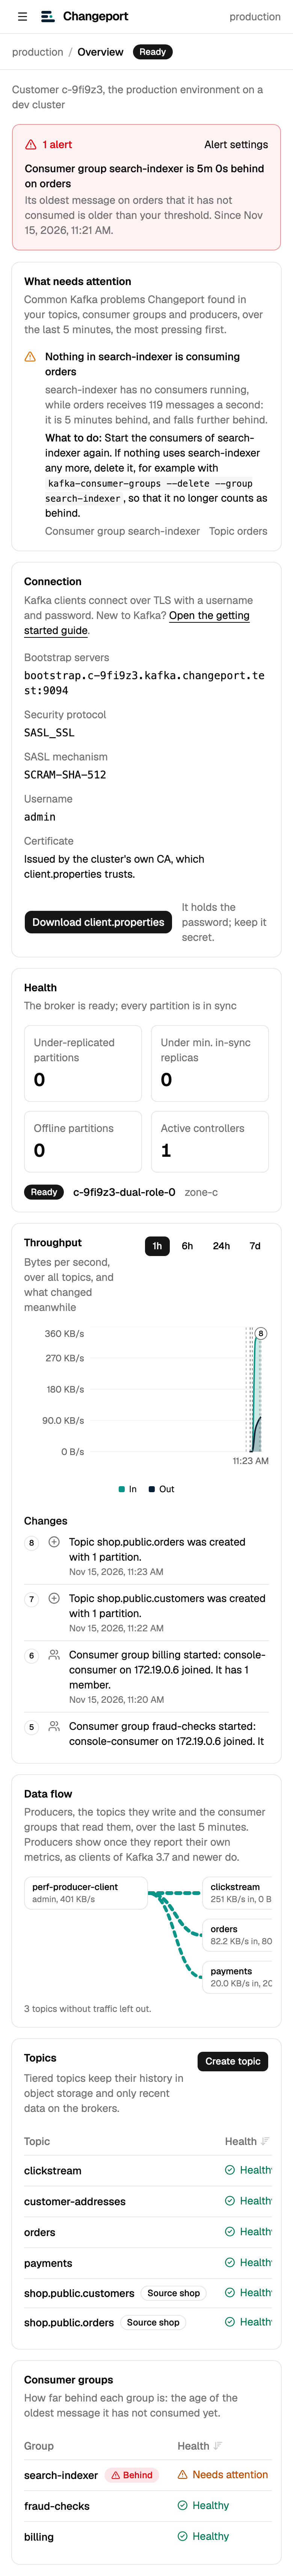 Changeport
production
production / Overview Ready
Customer c-9fi9z3, the production environment on a
dev cluster
1 alert
Alert settings
Consumer group search-indexer is 5m 0s behind
on orders
Its oldest message on orders that it has not
consumed is older than your threshold. Since Nov
15, 2026, 11:21 AM.
What needs attention
Common Kafka problems Changeport found in
your topics, consumer groups and producers, over
the last 5 minutes, the most pressing first.
Nothing in search-indexer is consuming
orders
search-indexer has no consumers running,
while orders receives 119 messages a second:
it is 5 minutes behind, and falls further behind.
What to do: Start the consumers of search-
indexer again. If nothing uses search-indexer
any more, delete it, for example with
kafka-consumer-groups --delete --group
search-indexer, so that it no longer counts as
behind.
Consumer group search-indexer Topic orders
Connection
Kafka clients connect over TLS with a username
and password. New to Kafka? Open the getting
started guide.
Bootstrap servers
bootstrap.c-9fi9z3.kafka.changeport.te
st:9094
Security protocol
SASL_SSL
SASL mechanism
SCRAM-SHA-512
Username
admin
Certificate
Issued by the cluster's own CA, which
client.properties trusts.
Download client.properties
It holds the
password; keep it
secret.
Health
The broker is ready; every partition is in sync
Under-replicated
partitions
0
Under min. in-sync
replicas
0
Offline partitions
0
Active controllers
1
Ready c-9fi9z3-dual-role-0 zone-c
Throughput
Bytes per second,
over all topics, and
what changed
meanwhile
1h 6h 24h 7d
360 KB/s
270 KB/s
180 KB/s
90.0 KB/s
0 B/s
8
11:23 AM
In Out
Changes
8 Topic shop.public.orders was created
with 1 partition.
Nov 15, 2026, 11:23 AM
7 Topic shop.public.customers was created
with 1 partition.
Nov 15, 2026, 11:22 AM
6 Consumer group billing started: console-
consumer on 172.19.0.6 joined. It has 1
member.
Nov 15, 2026, 11:20 AM
5 Consumer group fraud-checks started:
console-consumer on 172.19.0.6 joined. It
Data flow
Producers, the topics they write and the consumer
groups that read them, over the last 5 minutes.
Producers show once they report their own
metrics, as clients of Kafka 3.7 and newer do.
perf-producer-client
admin, 401 KB/s
clickstream
251 KB/s in, 0 B
orders
82.2 KB/s in, 80
payments
20.0 KB/s in, 20
3 topics without traffic left out.
Topics
Create topic
Tiered topics keep their history in
object storage and only recent
data on the brokers.
Topic Health
clickstream Health
customer-addresses Health
orders Health
payments Health
shop.public.customers Source shop Health
shop.public.orders Source shop Health
Consumer groups
How far behind each group is: the age of the
oldest message it has not consumed yet.
Group Health
search-indexer Behind Needs attention
fraud-checks Healthy
billing Healthy